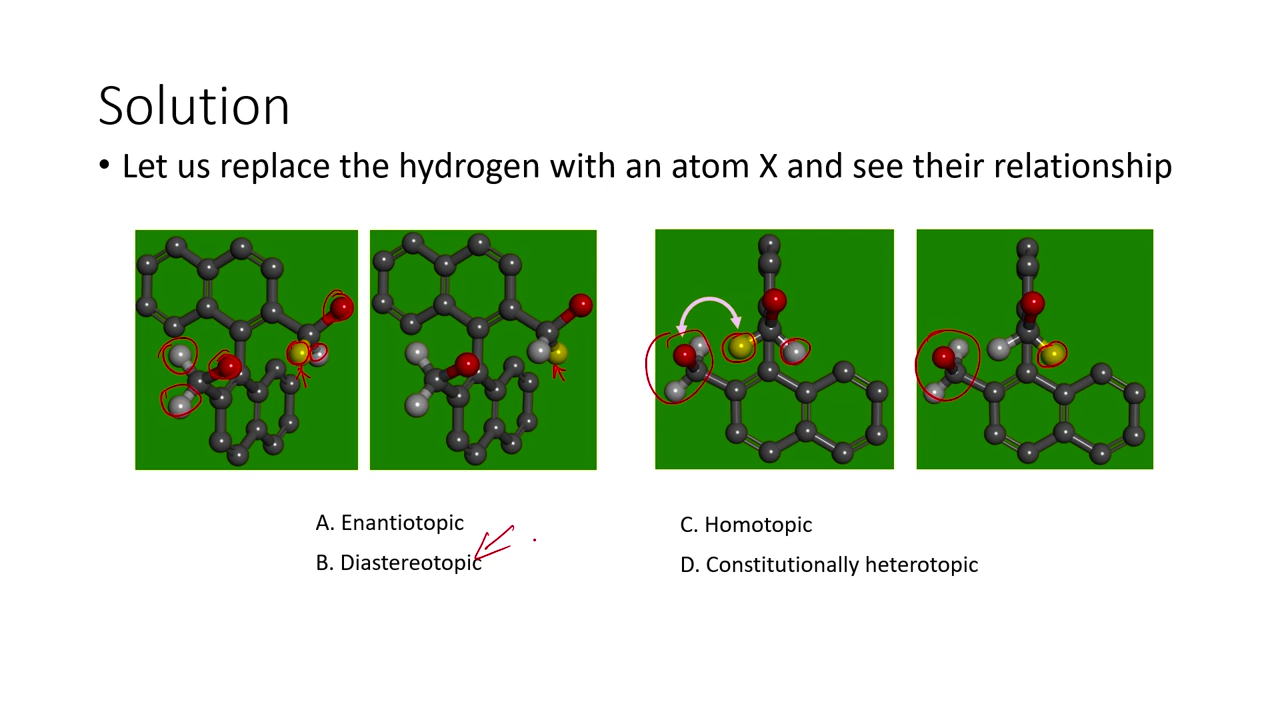 Solution
• Let us replace the hydrogen with an atom X and see their relationship
A. Enantiotopic
B. Diastereotopic
C. Homotopic
D. Constitutionally heterotopic